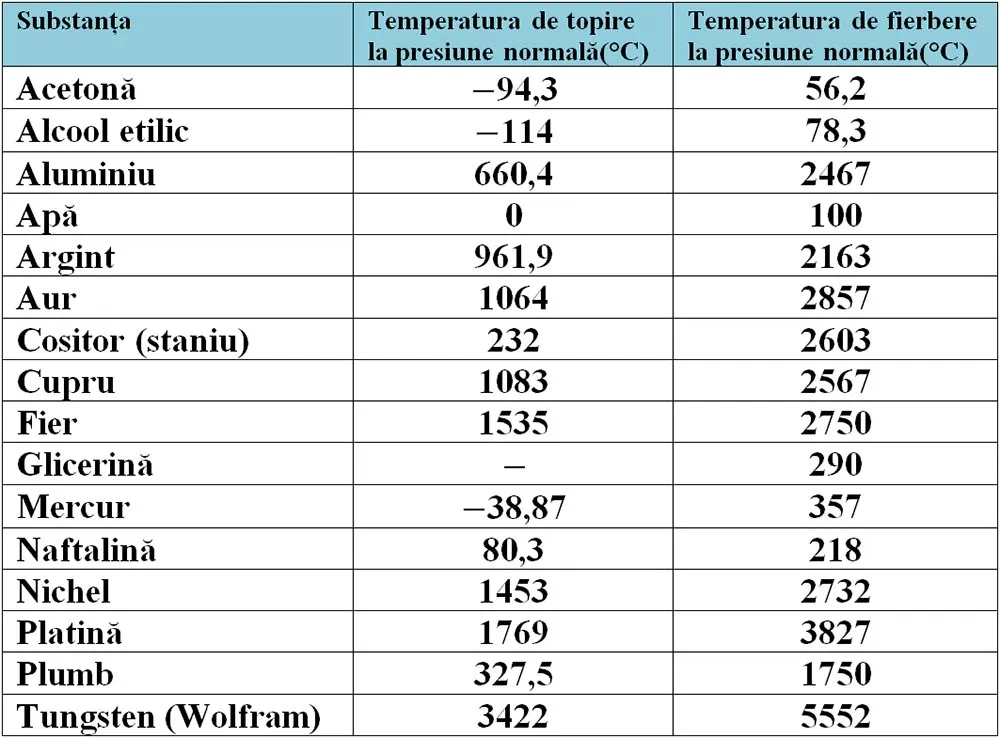 Substanța Temperatura de topire Temperatura de fierbere
la presiune normală(°C) la presiune normală(°C)
Acetonă −94,3 56,2
Alcool etilic −114 78,3
Aluminiu 660,4 2467
Apă 0 100
Argint 961,9 2163
Aur 1064 2857
Cositor (staniu) 232 2603
Cupru 1083 2567
Fier 1535 2750
Glicerină − 290
Mercur −38,87 357
Naftalină 80,3 218
Nichel 1453 2732
Platină 1769 3827
Plumb 327,5 1750
Tungsten (Wolfram) 3422 5552